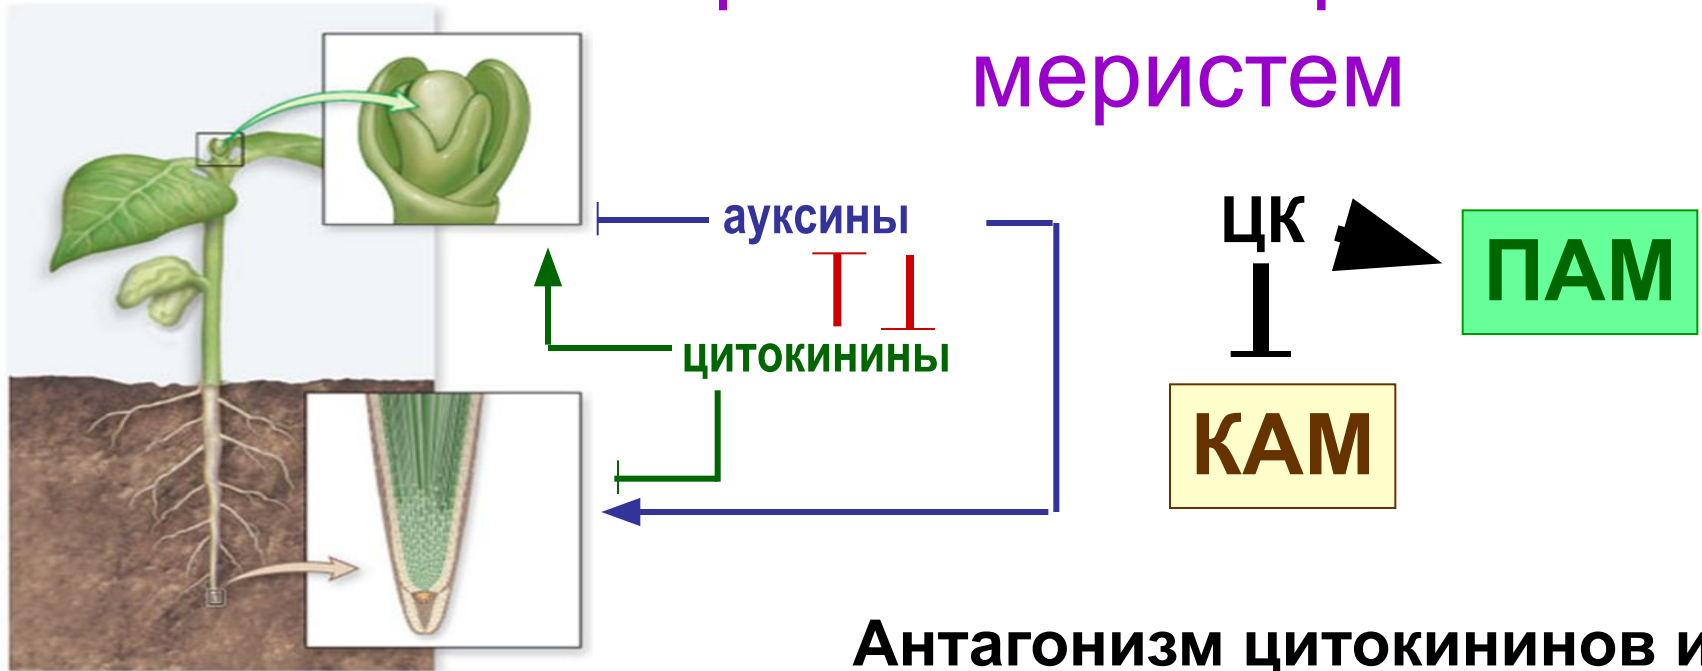 меристем
ауксины
ЦК
ПАМ
цитокинины
КАМ
Антагонизм цитокининов и